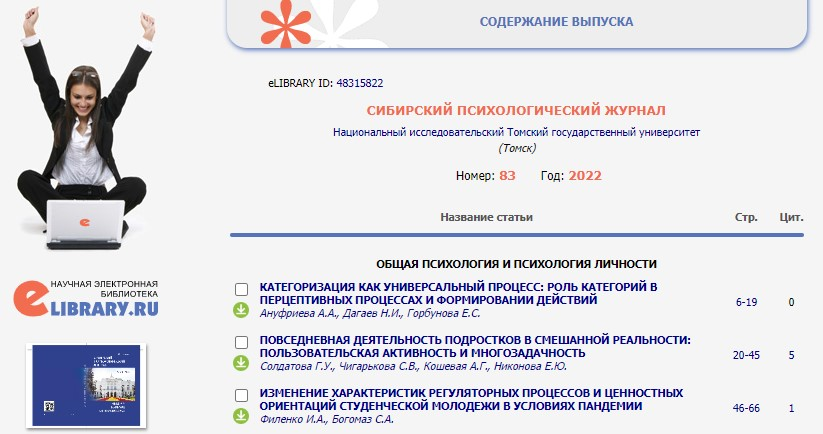 СОДЕРЖАНИЕ ВЫПУСКА
eLIBRARY ID: 48315822
СИБИРСКИЙ ПСИХОЛОГИЧЕСКИЙ ЖУРНАЛ
Национальный исследовательский Томский государственный университет
(Томск)
Номер: 83 Год: 2022
Название статьи Стр. Цит.
ОБЩАЯ ПСИХОЛОГИЯ И ПСИХОЛОГИЯ ЛИЧНОСТИ
КАТЕГОРИЗАЦИЯ КАК УНИВЕРСАЛЬНЫЙ ПРОЦЕСС: РОЛЬ КАТЕГОРИЙ В
ПЕРЦЕПТИВНЫХ ПРОЦЕССАХ И ФОРМИРОВАНИИ ДЕЙСТВИЙ
Ануфриева А.А., Дагаев Н.И., Горбунова Е.С.
6-19 0
ПОВСЕДНЕВНАЯ ДЕЯТЕЛЬНОСТЬ ПОДРОСТКОВ В СМЕШАННОЙ РЕАЛЬНОСТИ:
ПОЛЬЗОВАТЕЛЬСКАЯ АКТИВНОСТЬ И МНОГОЗАДАЧНОСТЬ
Солдатова Г.У., Чигарькова С.В., Кошевая А.Г., Никонова Е.Ю.
20-45 5
ИЗМЕНЕНИЕ ХАРАКТЕРИСТИК РЕГУЛЯТОРНЫХ ПРОЦЕССОВ И ЦЕННОСТНЫХ
ОРИЕНТАЦИЙ СТУДЕНЧЕСКОЙ МОЛОДЕЖИ В УСЛОВИЯХ ПАНДЕМИИ
Филенко И.А., Богомаз С.А.
46-66 1
НАУЧНАЯ ЭЛЕКТРОННАЯ
БИБЛИОТЕКА
eLIBRARY.RU